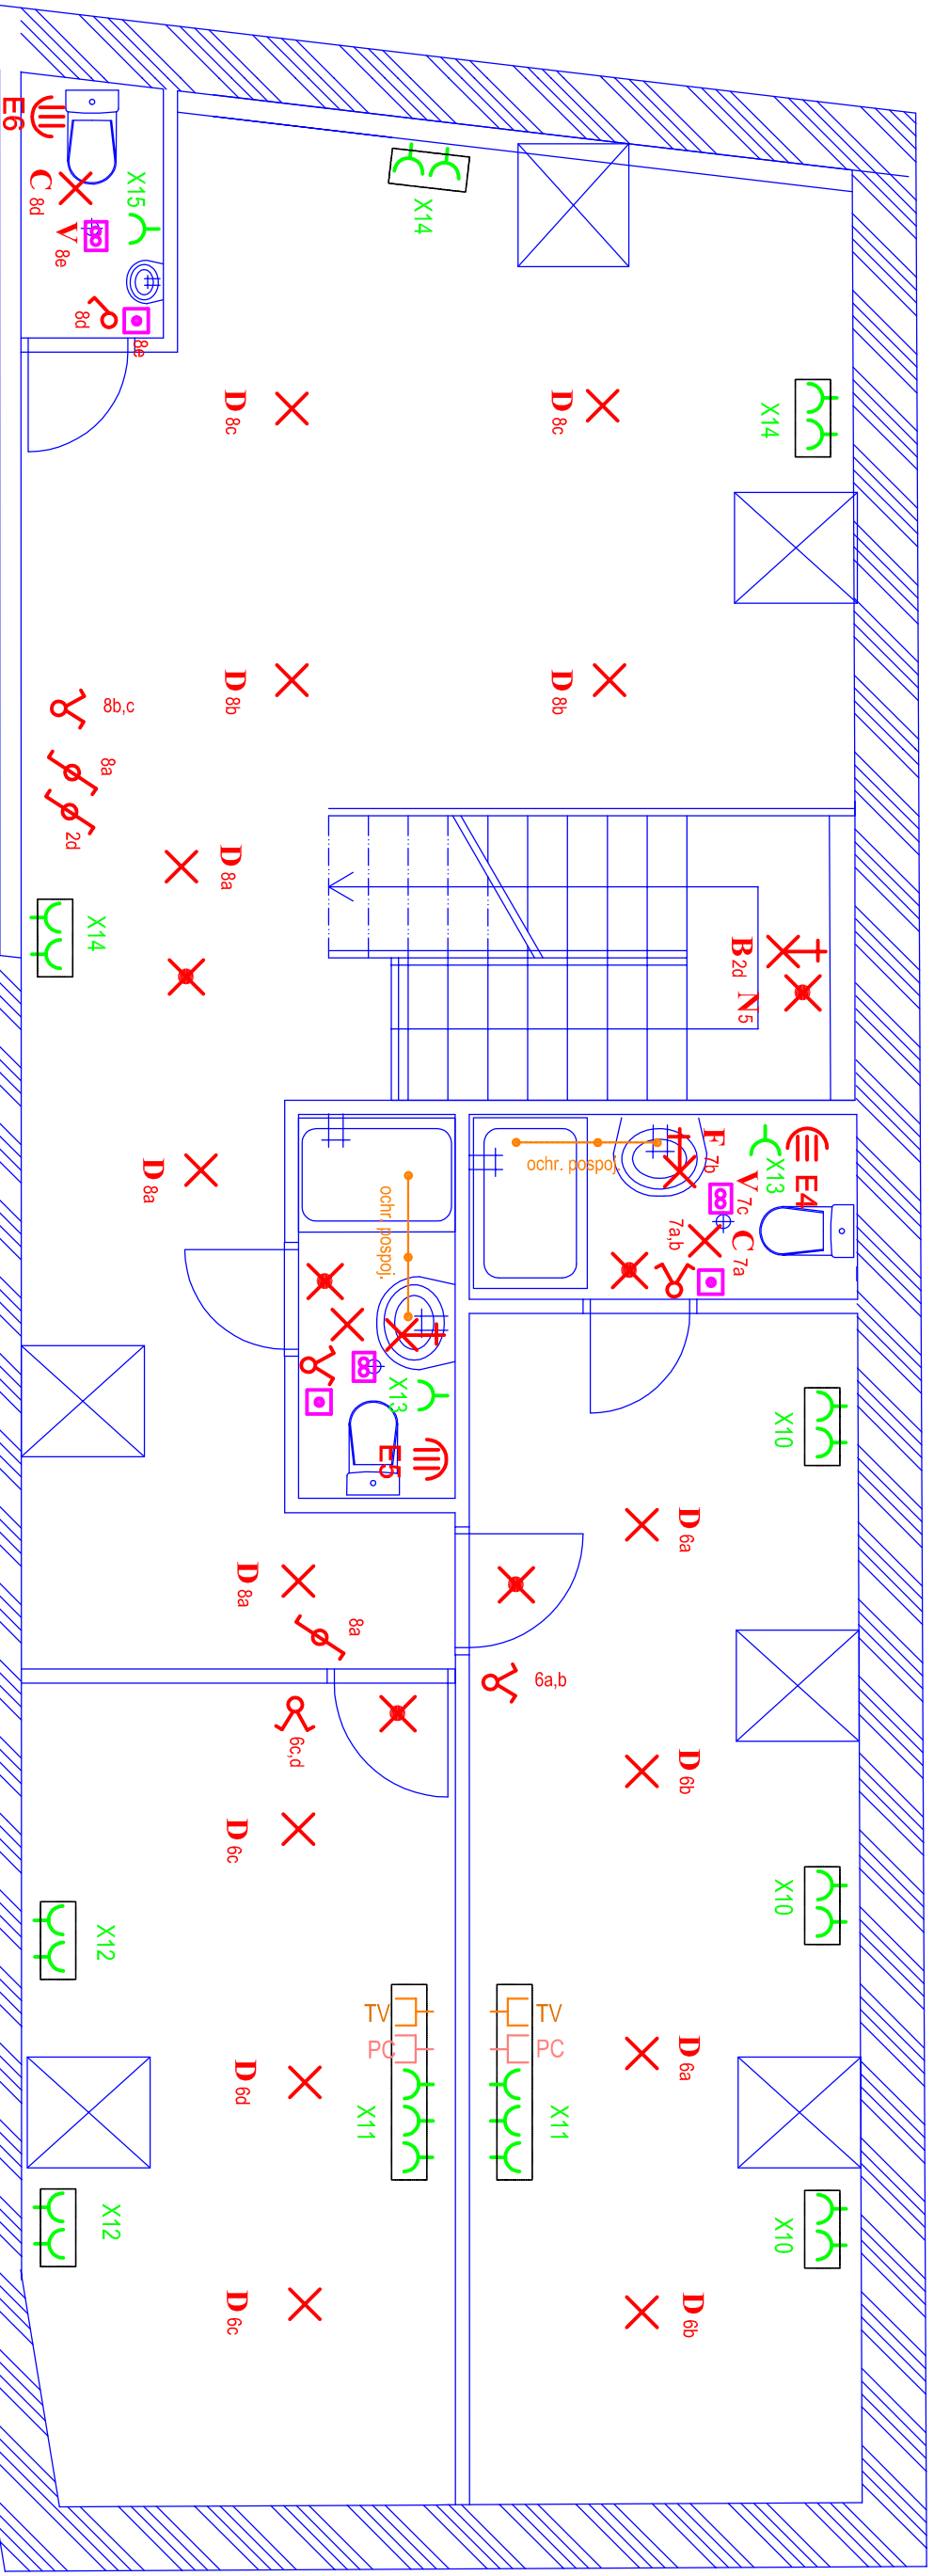 E6
C 8d
V 8e
X15
8d
8e
X14
D 8c
D 8c
X14
D 8b
D 8b
8b,c
8a
2d
D 8a
X14
B 2d
N 5
D 8a
ochr. pospoj.
F 7b
V 7c
X13
E4
7a,b
C 7a
ochr. pospoj.
X13
E5
X10
D 6a
D 8a
8a
6a,b
6c,d
D 6b
D 6c
X10
X12
TV
TV
PC
PC
D 6a
D 6d
X11
X11
X12
X10
D 6c
D 6b